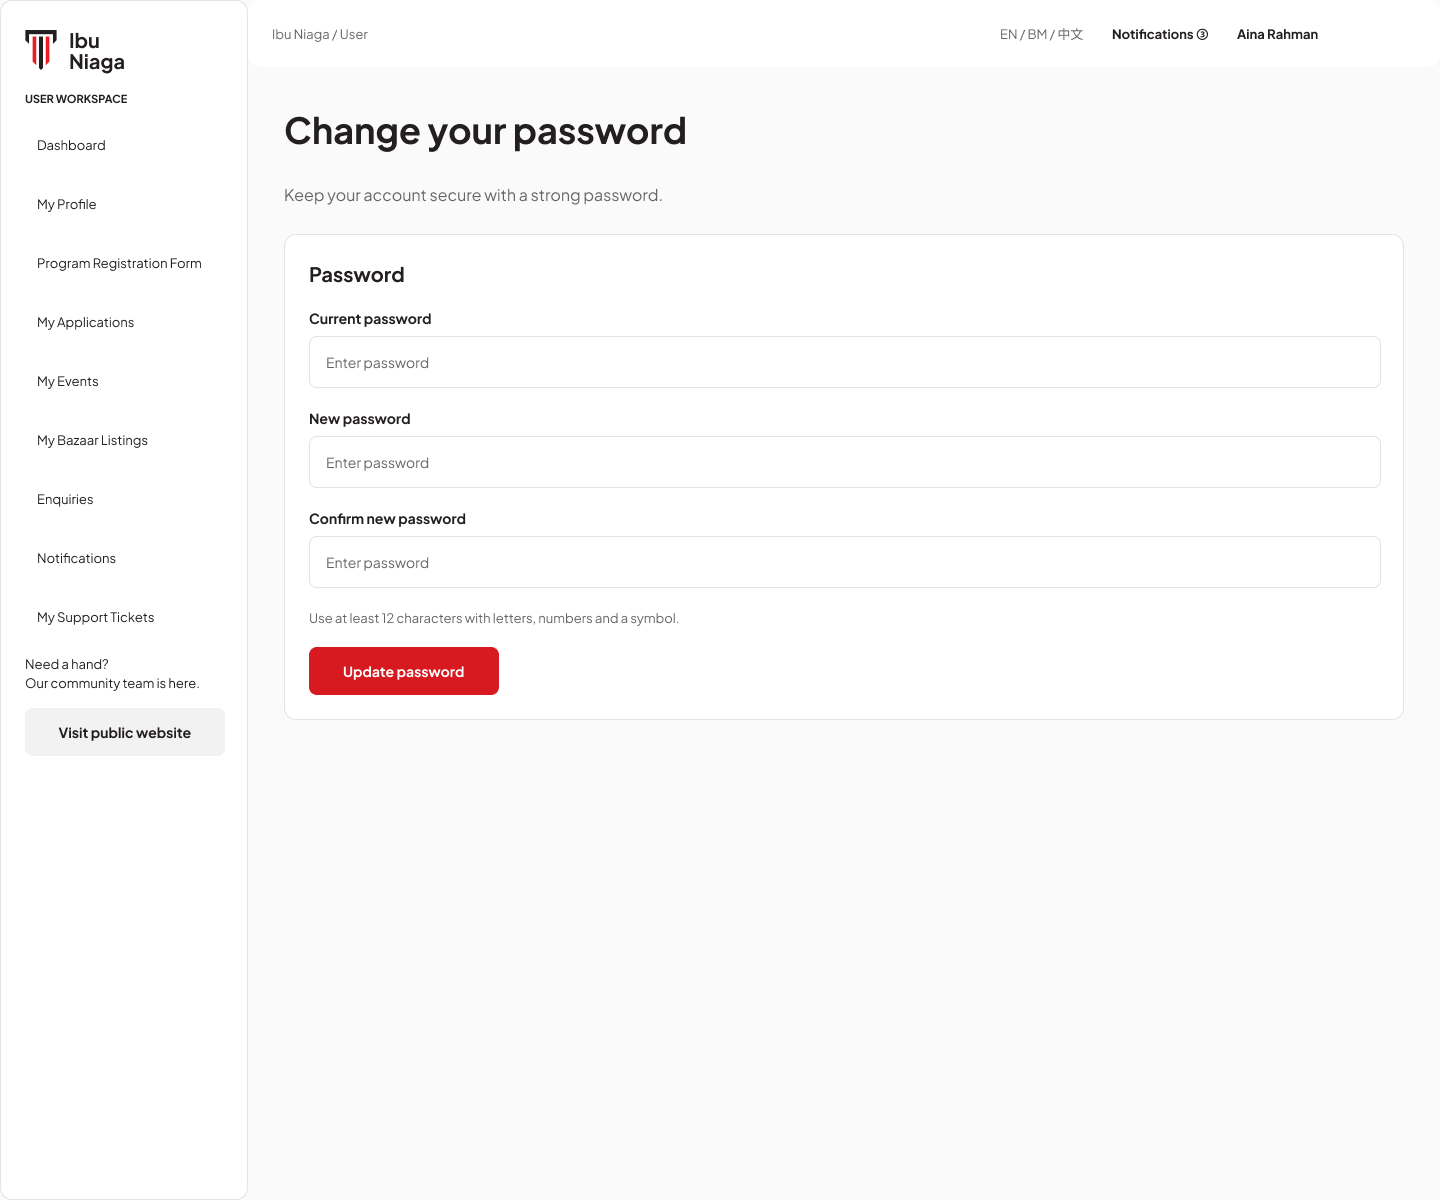 Ibu
Niaga
USER WORKSPACE
Dashboard
My Profile
Program Registration Form
My Applications
My Events
My Bazaar Listings
Enquiries
Notifications
My Support Tickets
Need a hand?
Our community team is here.
Visit public website
Ibu Niaga / User
EN / BM / 中文
Notifications ③
Aina Rahman
Change your password
Keep your account secure with a strong password.
Password
Current password
Enter password
New password
Enter password
Confirm new password
Enter password
Use at least 12 characters with letters, numbers and a symbol.
Update password